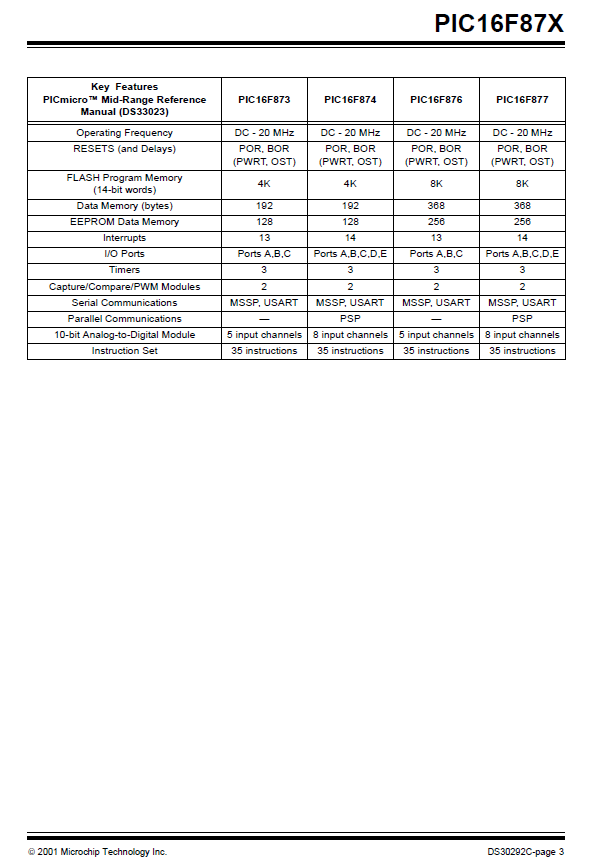 PIC16F87X
Key Features
PICmicro™ Mid-Range Reference
Manual (DS33023)
PIC16F873 PIC16F874 PIC16F876 PIC16F877
Operating Frequency DC - 20 MHz DC - 20 MHz DC - 20 MHz DC - 20 MHz
RESETS (and Delays) POR, BOR POR, BOR POR, BOR POR, BOR
(PWRT, OST) (PWRT, OST) (PWRT, OST) (PWRT, OST)
FLASH Program Memory
(14-bit words) 4K 4K 8K 8K
Data Memory (bytes) 192 192 368 368
EEPROM Data Memory 128 128 256 256
Interrupts 13 14 13 14
I/O Ports Ports A,B,C Ports A,B,C,D,E Ports A,B,C Ports A,B,C,D,E
Timers 3 3 3 3
Capture/Compare/PWM Modules 2 2 2 2
Serial Communications MSSP, USART MSSP, USART MSSP, USART MSSP, USART
Parallel Communications — PSP — PSP
10-bit Analog-to-Digital Module 5 input channels 8 input channels 5 input channels 8 input channels
Instruction Set 35 instructions 35 instructions 35 instructions 35 instructions
© 2001 Microchip Technology Inc. DS30292C-page 3